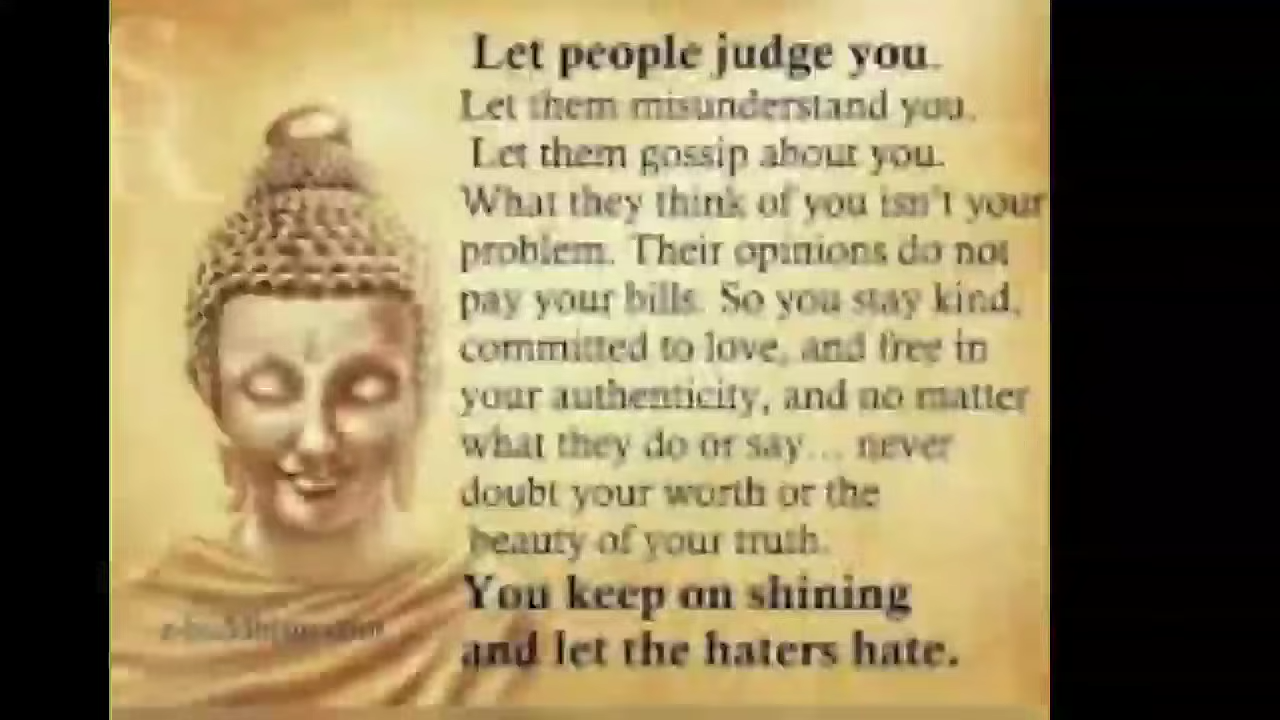 Let people judge you.
Let them misunderstand you.
Let them gossip about you.
What they think of you isn't your
problem. Their opinions do not
pay your bills. So you stay kind,
committed to love, and free in
your authenticity, and no matter
what they do or say... never
doubt your worth or the
beauty of your truth.
You keep on shining
and let the haters hate.